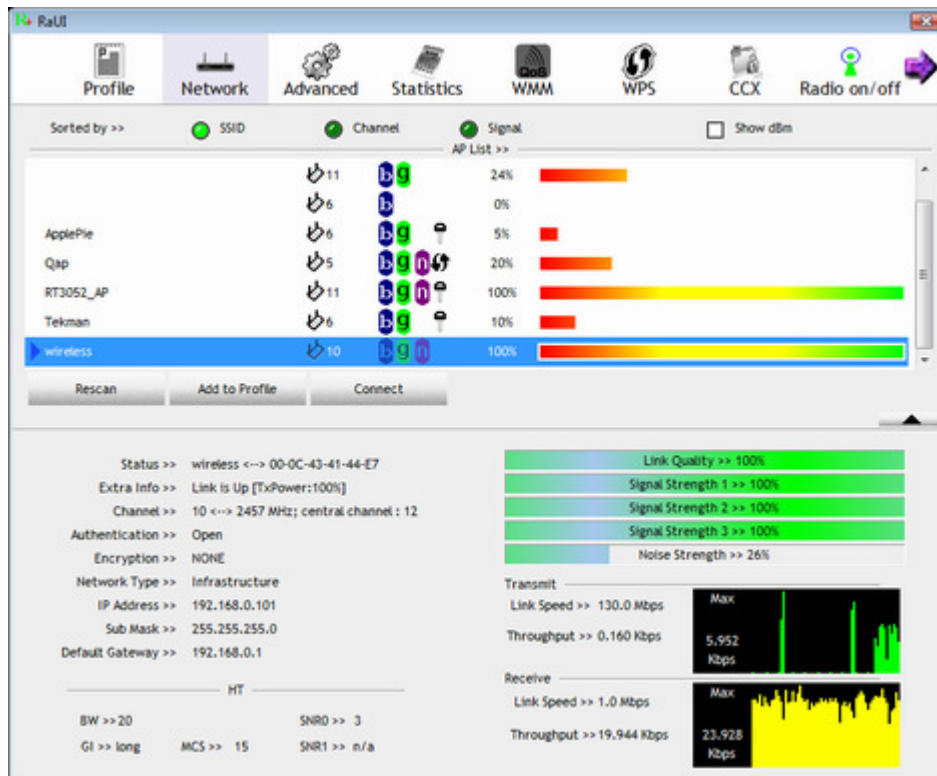 RaUI
Profile Network Advanced Statistics WMM WPS CCX Radio on/off
QoS
Sorted by >> SSID Channel Signal Show dBm
AP List >>
11 b g 24%
6 b 0%
ApplePie 6 b g 5%
Qap 5 b g n 20%
RT3052_AP 11 b g n 100%
Tekman 6 b g 10%
wireless 10 b g n 100%
Rescan Add to Profile Connect
Status >> wireless <--> 00-0C-43-41-44-E7
Extra Info >> Link is Up [TxPower:100%]
Channel >> 10 <--> 2457 MHz; central channel : 12
Authentication >> Open
Encryption >> NONE
Network Type >> Infrastructure
IP Address >> 192.168.0.101
Sub Mask >> 255.255.255.0
Default Gateway >> 192.168.0.1
HT
BW >> 20 SNR0 >> 3
GI >> long MCS >> 15 SNR1 >> n/a
Link Quality >> 100%
Signal Strength 1 >> 100%
Signal Strength 2 >> 100%
Signal Strength 3 >> 100%
Noise Strength >> 26%
Transmit
Link Speed >> 130.0 Mbps
Throughput >> 0.160 Kbps
Max
5.952
Kbps
Receive
Link Speed >> 1.0 Mbps
Throughput >> 19.944 Kbps
Max
23.928
Kbps